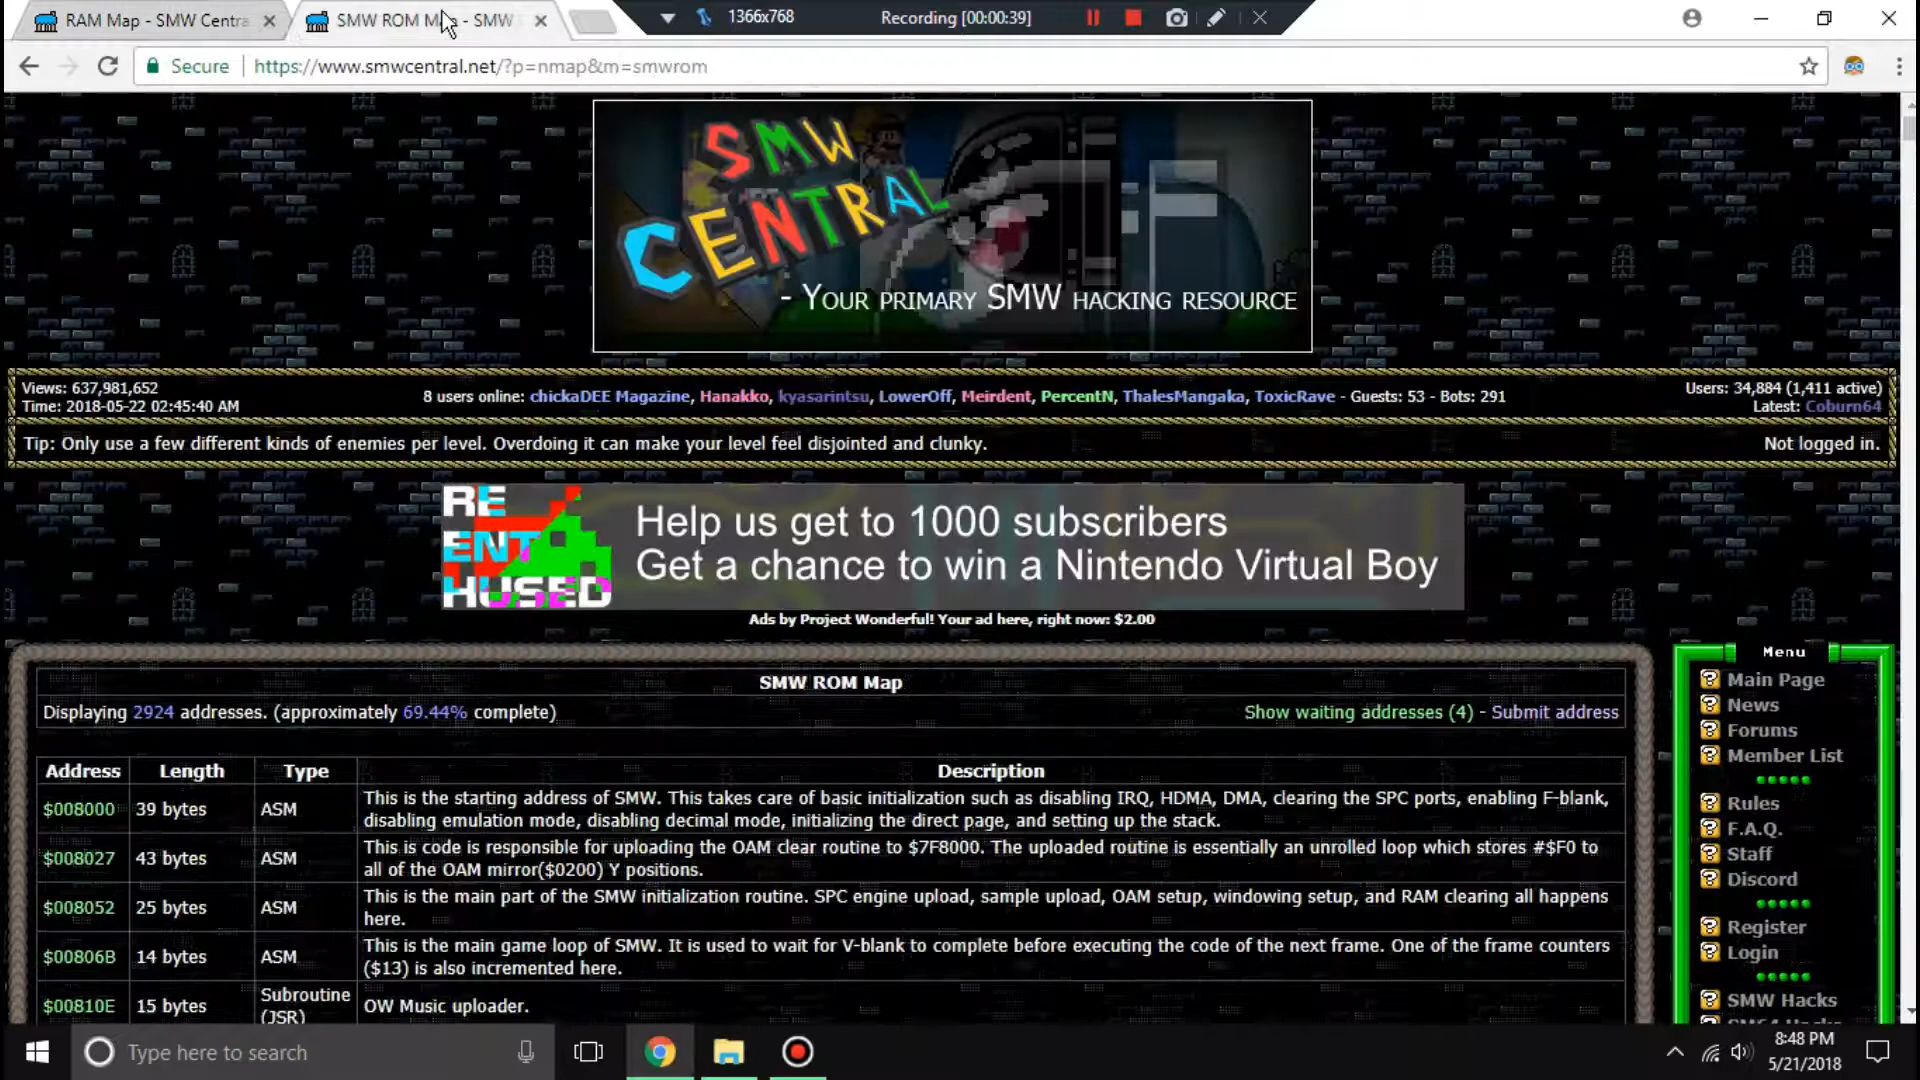 RAM Map - SMW Centra
SMW ROM Map - SMW
1366x768
Recording [00:00:39]
Secure
https://www.smwcentral.net/?p=nmap&m=smwrom
SMW
CENTRAL
- YOUR PRIMARY SMW HACKING RESOURCE
Views: 637,981,652
Time: 2018-05-22 02:45:40 AM
8 users online: chickaDEE Magazine, Hanakko, kyasarintsu, LowerOff, Meirdent, PercentN, ThalesMangaka, ToxicRave - Guests: 53 - Bots: 291
Users: 34,884 (1,411 active)
Latest: Coburn64
Tip: Only use a few different kinds of enemies per level. Overdoing it can make your level feel disjointed and clunky.
Not logged in.
RE
ENT
HUSED
Help us get to 1000 subscribers
Get a chance to win a Nintendo Virtual Boy
Ads by Project Wonderful! Your ad here, right now: $2.00
SMW ROM Map
Displaying 2924 addresses. (approximately 69.44% complete)
Show waiting addresses (4) - Submit address
Address Length Type Description
$008000 39 bytes ASM This is the starting address of SMW. This takes care of basic initialization such as disabling IRQ, HDMA, DMA, clearing the SPC ports, enabling F-blank,
disabling emulation mode, disabling decimal mode, initializing the direct page, and setting up the stack.
$008027 43 bytes ASM This is code is responsible for uploading the OAM clear routine to $7F8000. The uploaded routine is essentially an unrolled loop which stores #$F0 to
all of the OAM mirror($0200) Y positions.
$008052 25 bytes ASM This is the main part of the SMW initialization routine. SPC engine upload, sample upload, OAM setup, windowing setup, and RAM clearing all happens
here.
$00806B 14 bytes ASM This is the main game loop of SMW. It is used to wait for V-blank to complete before executing the code of the next frame. One of the frame counters
($13) is also incremented here.
$00810E 15 bytes Subroutine
(JSR) OW Music uploader.
Menu
Main Page
News
Forums
Member List
Rules
F.A.Q.
Staff
Discord
Register
Login
SMW Hacks
SM64 Hacks
Type here to search
8:48 PM
5/21/2018